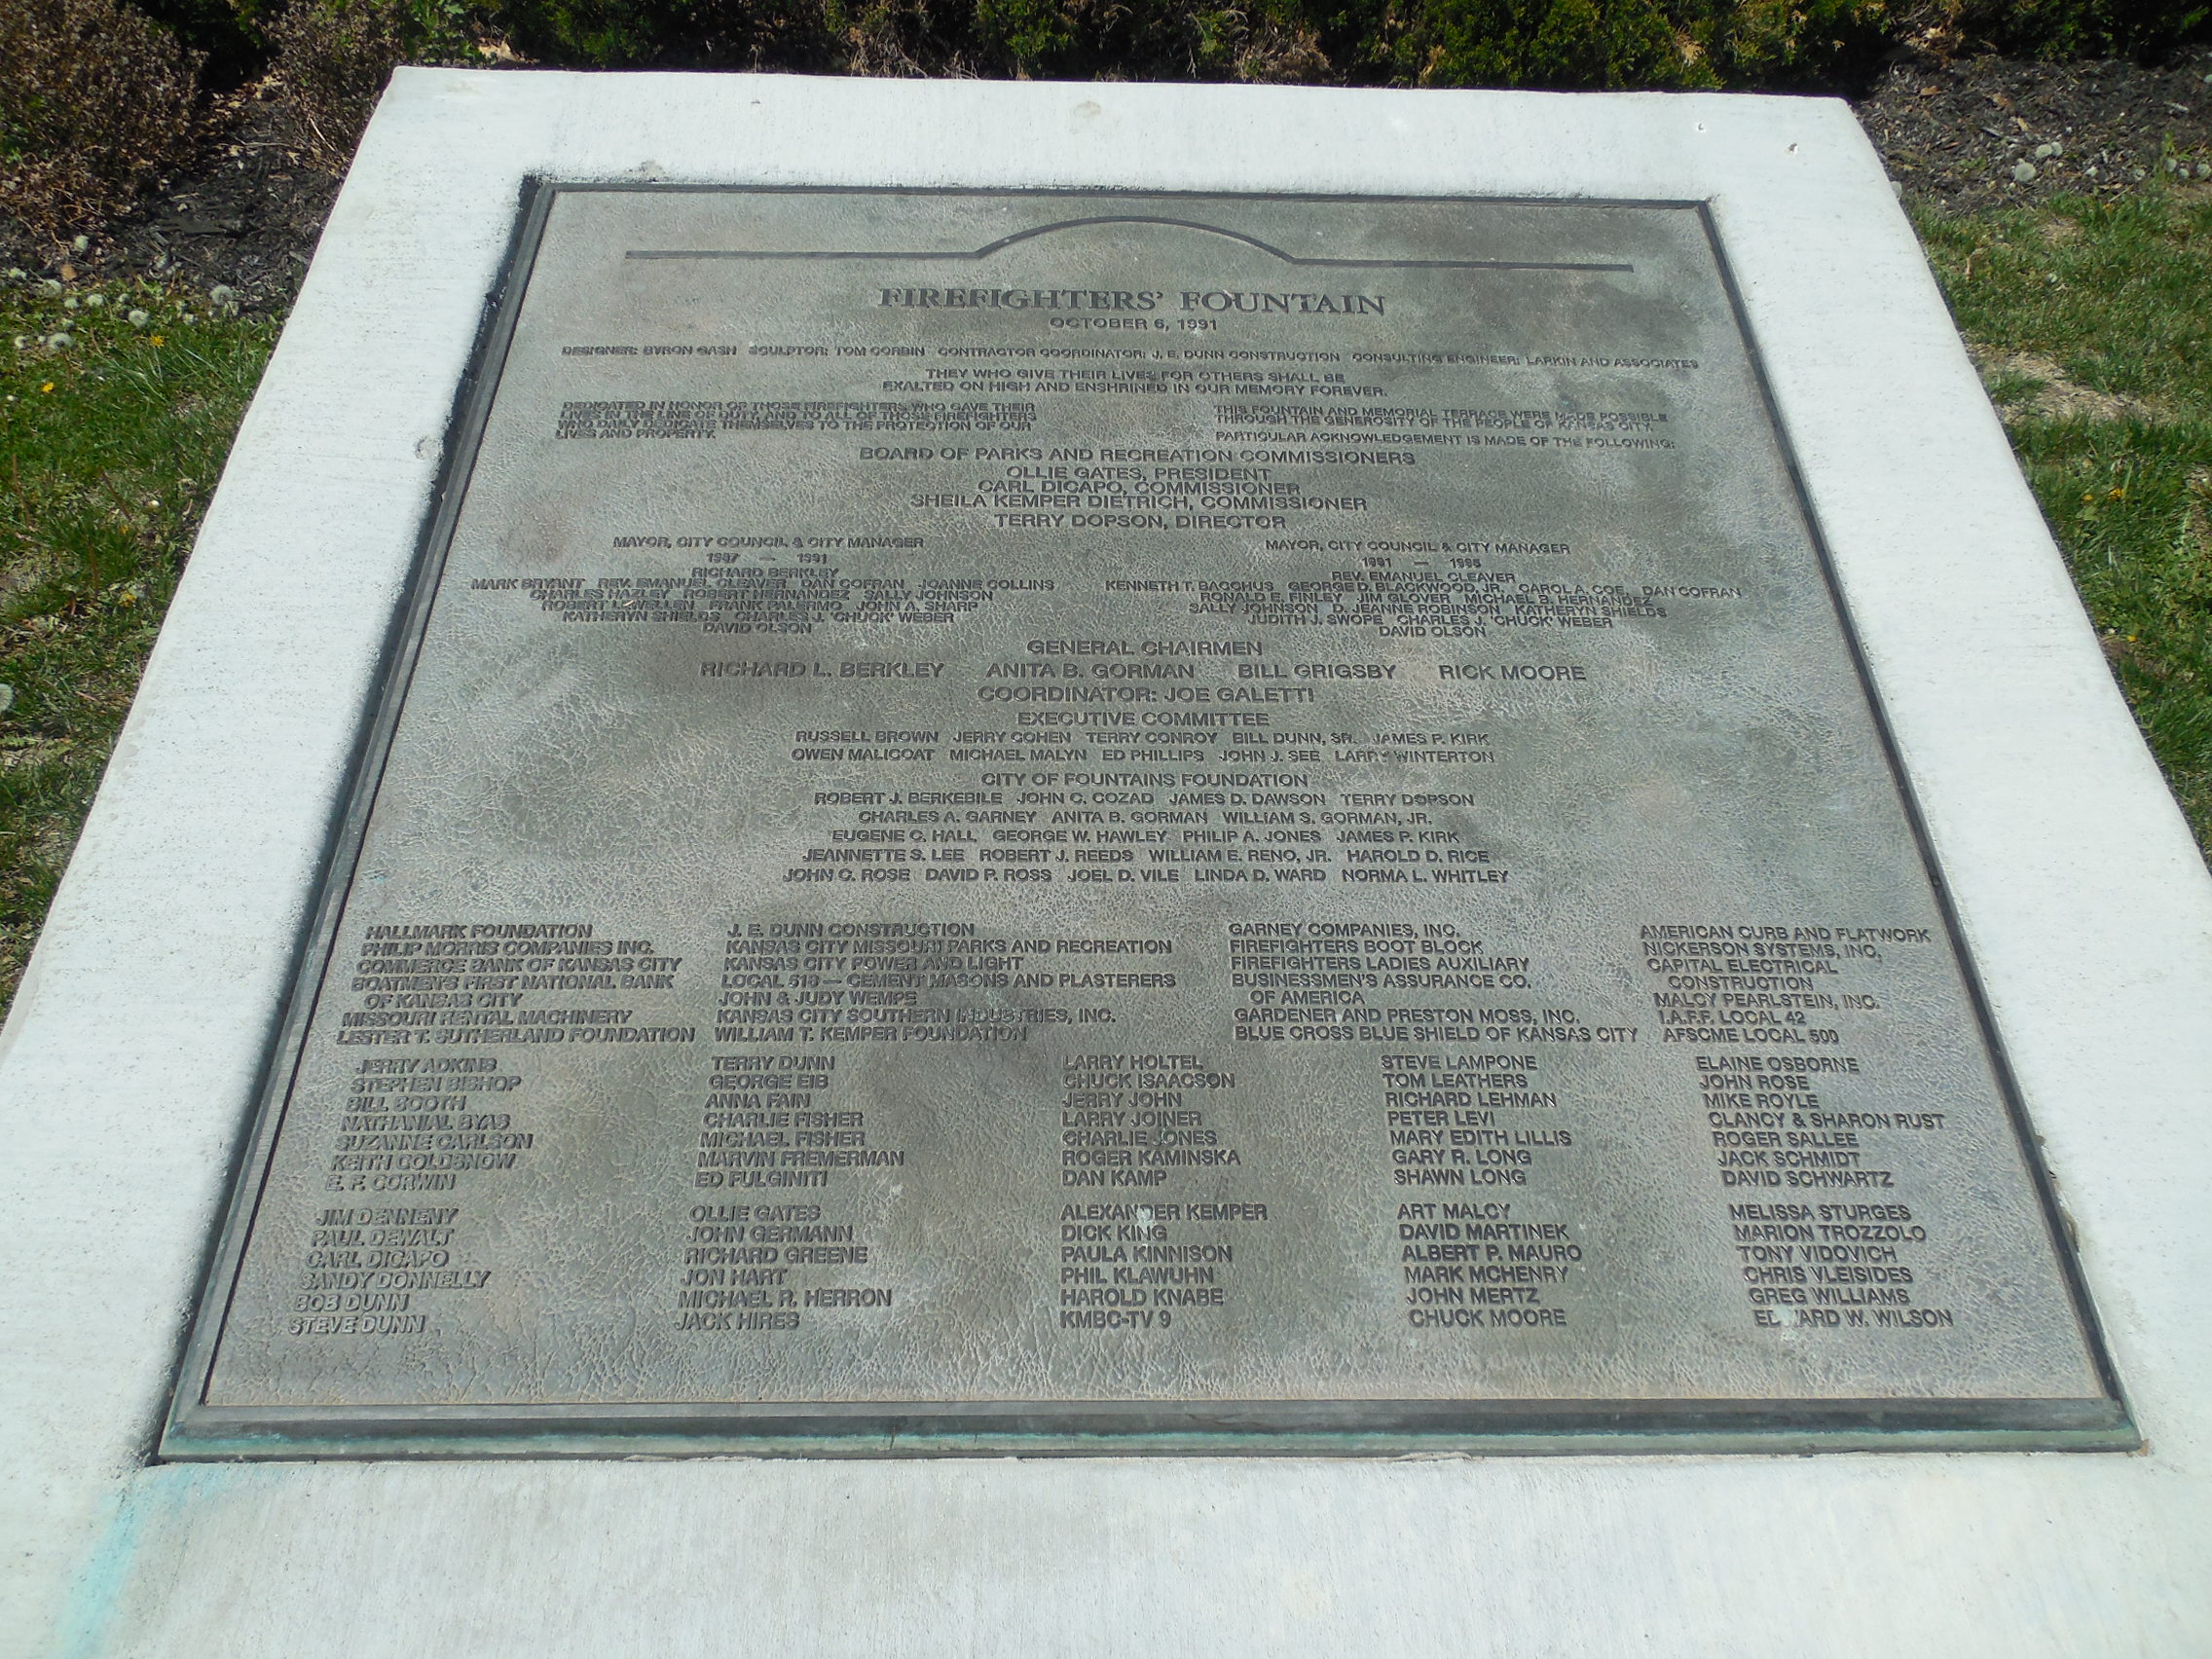 FIREFIGHTERS' FOUNTAIN
OCTOBER 6, 1991
DESIGNER: BYRON GASH SCULPTOR: TOM CORBIN CONTRACTOR COORDINATOR: J. E. DUNN CONSTRUCTION CONSULTING ENGINEER: LARKIN AND ASSOCIATES
THEY WHO GIVE THEIR LIVES FOR OTHERS SHALL BE
EXALTED ON HIGH AND ENSHRINED IN OUR MEMORY FOREVER.
DEDICATED IN HONOR OF THOSE FIREFIGHTERS WHO GAVE THEIR
LIVES IN THE LINE OF DUTY, AND TO ALL OF THOSE FIREFIGHTERS
WHO DAILY DEDICATE THEMSELVES TO THE PROTECTION OF OUR
LIVES AND PROPERTY.
THIS FOUNTAIN AND MEMORIAL TERRACE WERE MADE POSSIBLE
THROUGH THE GENEROSITY OF THE PEOPLE OF KANSAS CITY.
PARTICULAR ACKNOWLEDGEMENT IS MADE OF THE FOLLOWING:
BOARD OF PARKS AND RECREATION COMMISSIONERS
OLLIE GATES, PRESIDENT
CARL DICAPO, COMMISSIONER
SHEILA KEMPER DIETRICH, COMMISSIONER
TERRY DOPSON, DIRECTOR
MAYOR, CITY COUNCIL & CITY MANAGER
1987 — 1991
RICHARD BERKLEY
MARK BRYANT REV. EMANUEL CLEAVER DAN COFRAN JOANNE COLLINS
CHARLES HAZLEY ROBERT HERNANDEZ SALLY JOHNSON
ROBERT LEWELLEN FRANK PALERMO JOHN A. SHARP
KATHERYN SHIELDS CHARLES J. 'CHUCK' WEBER
DAVID OLSON
MAYOR, CITY COUNCIL & CITY MANAGER
1991 — 1995
REV. EMANUEL CLEAVER
KENNETH T. BACCHUS GEORGE D. BLACKWOOD, JR. CAROL A. COE DAN COFRAN
RONALD E. FINLEY JIM GLOVER MICHAEL B. HERNANDEZ
SALLY JOHNSON D. JEANNE ROBINSON KATHERYN SHIELDS
JUDITH J. SWOPE CHARLES J. 'CHUCK' WEBER
DAVID OLSON
GENERAL CHAIRMEN
RICHARD L. BERKLEY ANITA B. GORMAN BILL GRIGSBY RICK MOORE
COORDINATOR: JOE GALETTI
EXECUTIVE COMMITTEE
RUSSELL BROWN JERRY COHEN TERRY CONROY BILL DUNN, SR. JAMES P. KIRK
OWEN MALICOAT MICHAEL MALYN ED PHILLIPS JOHN J. SEE LARRY WINTERTON
CITY OF FOUNTAINS FOUNDATION
ROBERT J. BERKEBILE JOHN C. COZAD JAMES D. DAWSON TERRY DOPSON
CHARLES A. GARNEY ANITA B. GORMAN WILLIAM S. GORMAN, JR.
EUGENE C. HALL GEORGE W. HAWLEY PHILIP A. JONES JAMES P. KIRK
JEANNETTE S. LEE ROBERT J. REEDS WILLIAM E. RENO, JR. HAROLD D. RICE
JOHN C. ROSE DAVID P. ROSS JOEL D. VILE LINDA D. WARD NORMA L. WHITLEY
HALLMARK FOUNDATION
PHILIP MORRIS COMPANIES INC.
COMMERCE BANK OF KANSAS CITY
BOATMEN'S FIRST NATIONAL BANK
OF KANSAS CITY
MISSOURI RENTAL MACHINERY
LESTER T. SUTHERLAND FOUNDATION
J. E. DUNN CONSTRUCTION
KANSAS CITY MISSOURI PARKS AND RECREATION
KANSAS CITY POWER AND LIGHT
LOCAL 518 — CEMENT MASONS AND PLASTERERS
JOHN & JUDY WEMPE
KANSAS CITY SOUTHERN INDUSTRIES, INC.
WILLIAM T. KEMPER FOUNDATION
GARNEY COMPANIES, INC.
FIREFIGHTERS BOOT BLOCK
FIREFIGHTERS LADIES AUXILIARY
BUSINESSMEN'S ASSURANCE CO.
OF AMERICA
GARDENER AND PRESTON MOSS, INC.
BLUE CROSS BLUE SHIELD OF KANSAS CITY
AMERICAN CURB AND FLATWORK
NICKERSON SYSTEMS, INC.
CAPITAL ELECTRICAL
CONSTRUCTION
MALCY PEARLSTEIN, INC.
I.A.F.F. LOCAL 42
AFSCME LOCAL 500
JERRY ADKINS
STEPHEN BISHOP
BILL BOOTH
NATHANIAL BYAS
SUZANNE CARLSON
KEITH COLDSNOW
E. F. CORWIN
TERRY DUNN
GEORGE EIB
ANNA FAIN
CHARLIE FISHER
MICHAEL FISHER
MARVIN FREMERMAN
ED FULGINITI
LARRY HOLTEL
CHUCK ISAACSON
JERRY JOHN
LARRY JOINER
CHARLIE JONES
ROGER KAMINSKA
DAN KAMP
STEVE LAMPONE
TOM LEATHERS
RICHARD LEHMAN
PETER LEVI
MARY EDITH LILLIS
GARY R. LONG
SHAWN LONG
ELAINE OSBORNE
JOHN ROSE
MIKE ROYLE
CLANCY & SHARON RUST
ROGER SALLEE
JACK SCHMIDT
DAVID SCHWARTZ
JIM DENNENY
PAUL DEWALT
CARL DICAPO
SANDY DONNELLY
BOB DUNN
STEVE DUNN
OLLIE GATES
JOHN GERMANN
RICHARD GREENE
JON HART
MICHAEL R. HERRON
JACK HIRES
ALEXANDER KEMPER
DICK KING
PAULA KINNISON
PHIL KLAWUHN
HAROLD KNABE
KMBC-TV 9
ART MALCY
DAVID MARTINEK
ALBERT P. MAURO
MARK MCHENRY
JOHN MERTZ
CHUCK MOORE
MELISSA STURGES
MARION TROZZOLO
TONY VIDOVICH
CHRIS VLEISIDES
GREG WILLIAMS
EDWARD W. WILSON